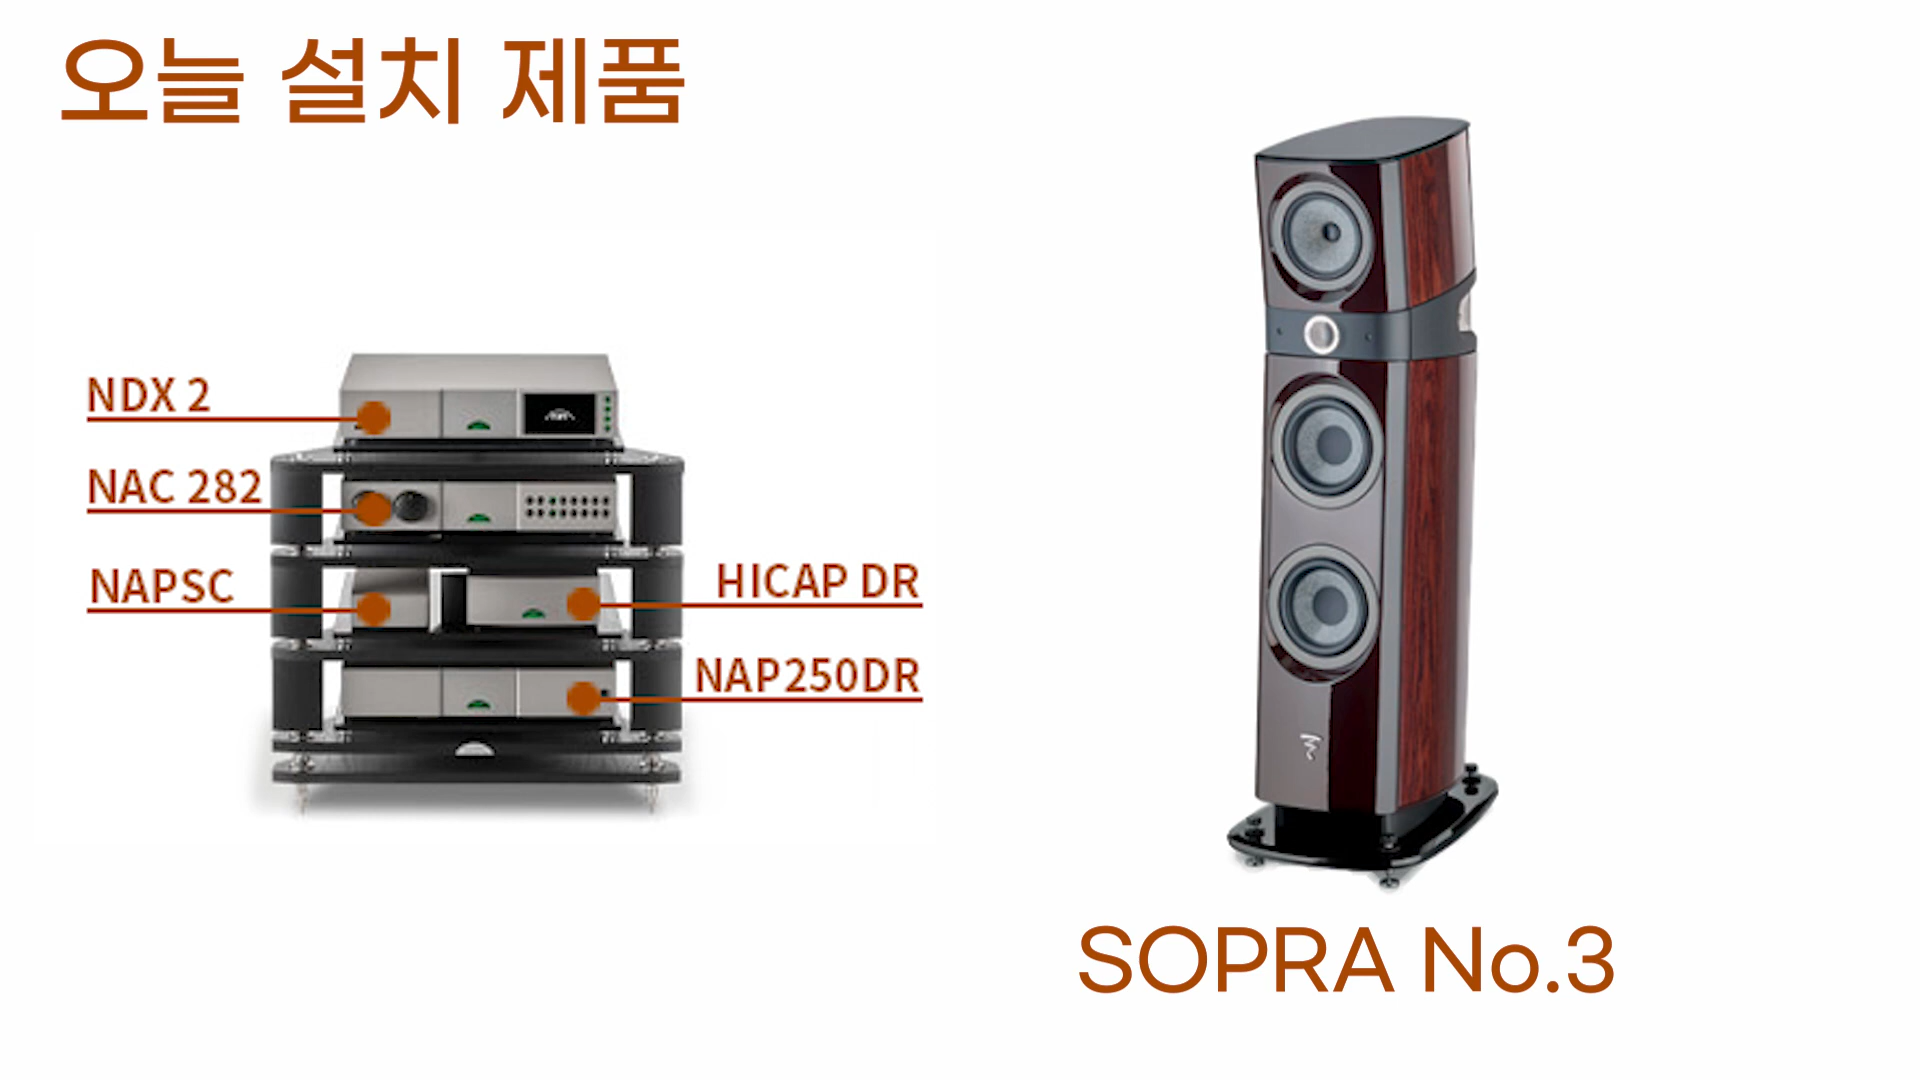 오늘 설치 제품
NDX 2
NAC 282
NAPSC
HICAP DR
NAP250DR
SOPRA No.3